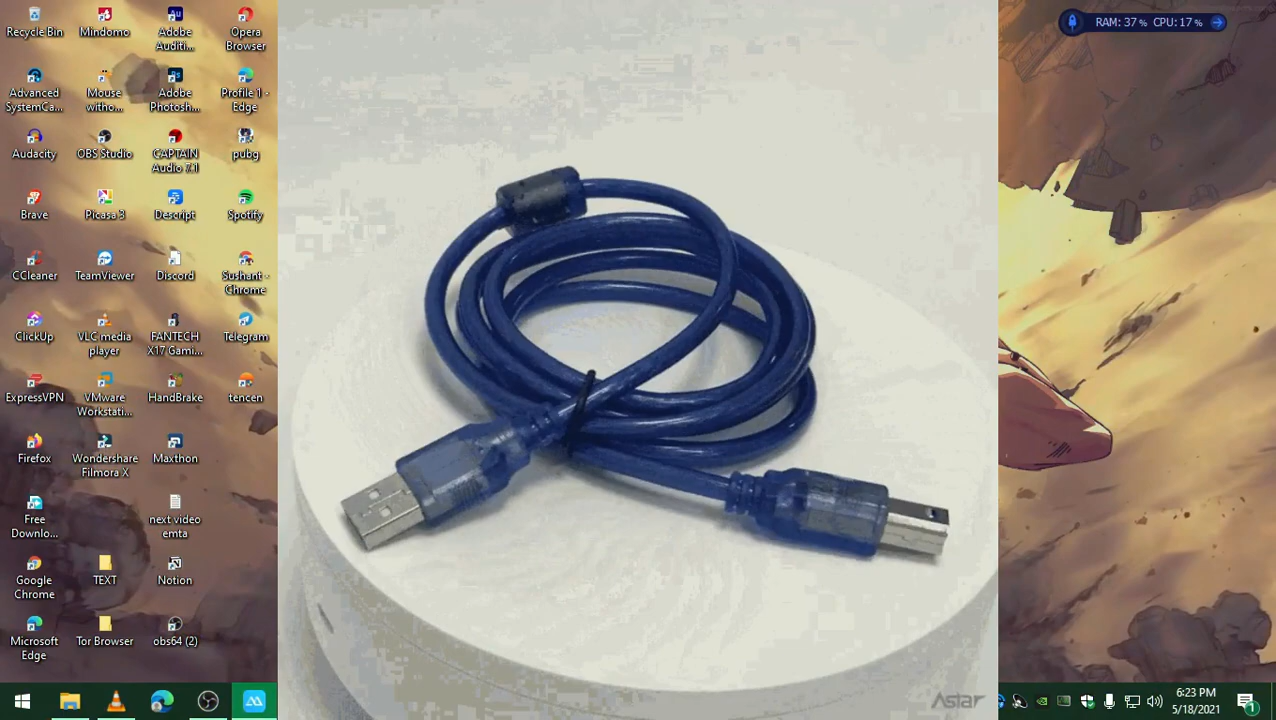 Recycle Bin
Mindomo
Adobe
Auditi...
Opera
Browser
Advanced
SystemCa...
Mouse
witho...
Adobe
Photosh...
Profile 1 -
Edge
Audacity
OBS Studio
CAPTAIN
Audio 7.1
pubg
Brave
Picasa 3
Descript
Spotify
CCleaner
TeamViewer
Discord
Sushant -
Chrome
ClickUp
VLC media
player
FANTECH
X17 Gami...
Telegram
ExpressVPN
VMware
Workstati...
HandBrake
tencen
Firefox
Wondershare
Filmora X
Maxthon
Free
Downlo...
next video
emta
Google
Chrome
TEXT
Notion
Microsoft
Edge
Tor Browser
obs64 (2)
RAM: 37 % CPU: 17 %
Astar
6:23 PM
5/18/2021
1